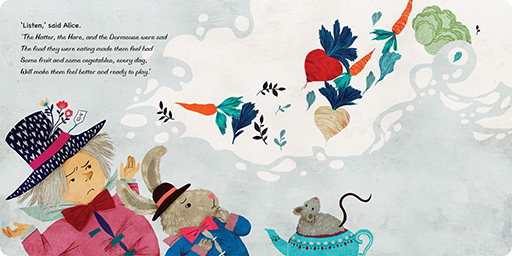 'Listen,' said Alice.
'The Hatter, the Hare, and the Dormouse were sad
The food they were eating made them feel bad
Some fruit and some vegetables, every day,
Will make them feel better and ready to play.'